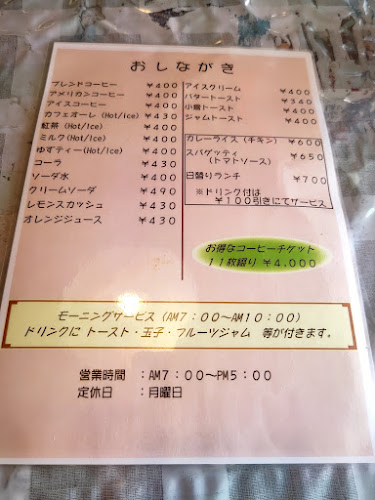 おしながき
ブレンドコーヒー ¥400
アメリカンコーヒー ¥400
アイスコーヒー ¥400
カフェオーレ(Hot/Ice) ¥430
紅茶(Hot/Ice) ¥400
ミルク(Hot/Ice) ¥400
ゆずティー(Hot/Ice) ¥400
コーラ ¥430
ソーダ水 ¥400
クリームソーダ ¥490
レモンスカッシュ ¥430
オレンジジュース ¥430
アイスクリーム ¥400
バタートースト ¥340
小倉トースト ¥400
ジャムトースト ¥400
カレーライス(チキン) ¥600
スパゲッティ
(トマトソース) ¥650
日替りランチ ¥700
※ドリンク付は
¥100引きにてサービス
お得なコーヒーチケット
11枚綴り ¥4,000
モーニングサービス(AM7:00〜AM10:00)
ドリンクに トースト・玉子・フルーツジャム 等が付きます。
営業時間 :AM7:00〜PM5:00
定休日 :月曜日